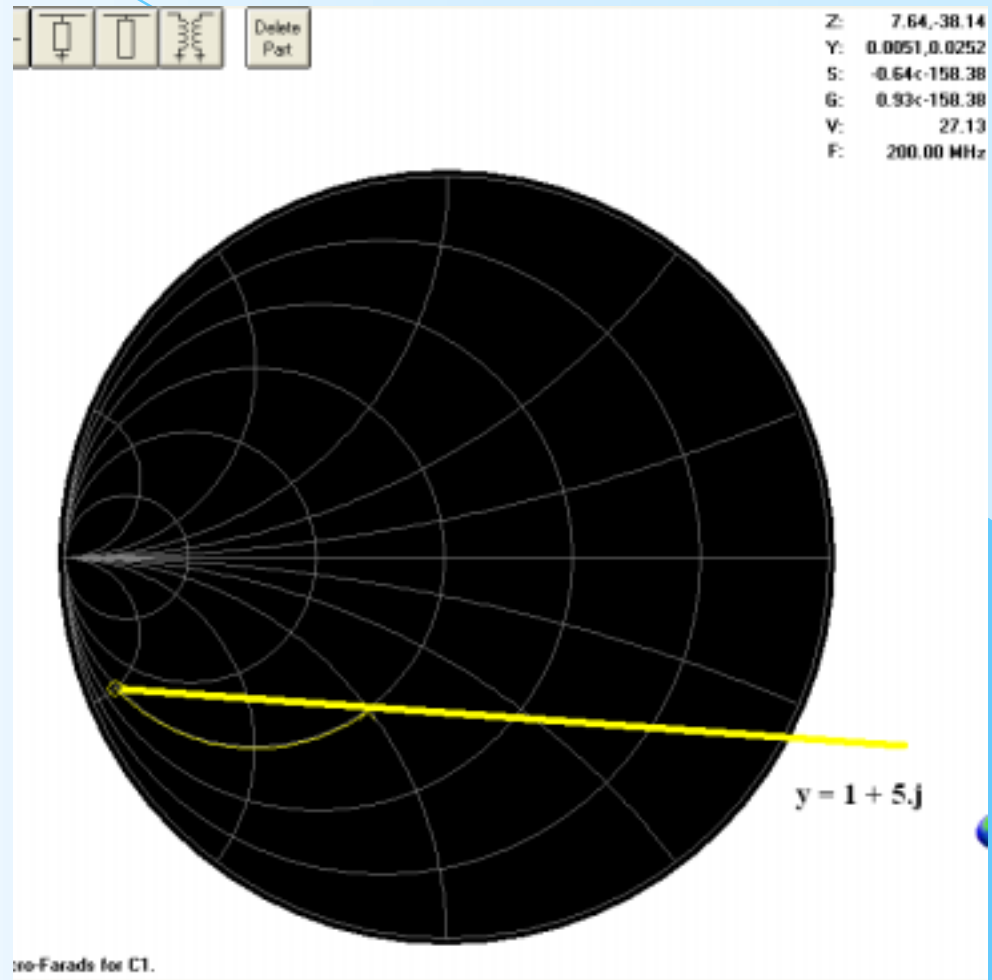 Delete
Part
Z: 7.64,-38.14
Y: 0.0051,0.0252
S: -0.64<-158.38
G: 0.93<-158.38
V: 27.13
F: 200.00 MHz
y = 1 + 5.j
cro-Farads for C1.